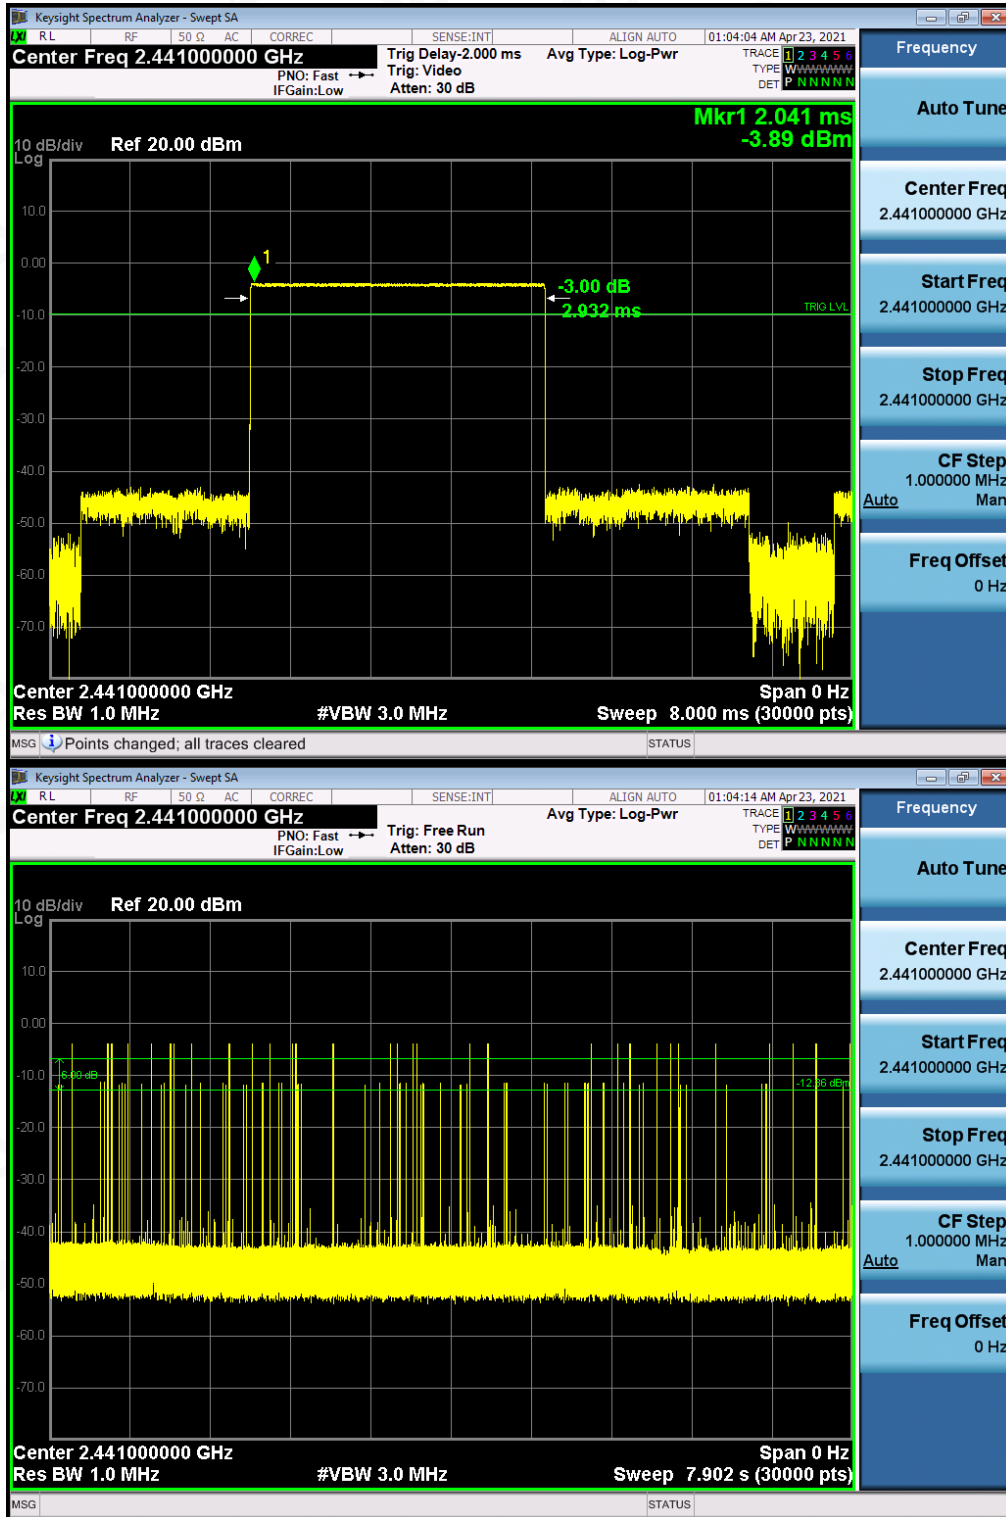 Keysight Spectrum Analyzer - Swept SA
LXI RL RF 50 Ω AC CORREC SENSE:INT ALIGN AUTO 01:04:04 AM Apr 23, 2021
Center Freq 2.441000000 GHz Trig Delay-2.000 ms Avg Type: Log-Pwr TRACE 1 2 3 4 5 6
PNO: Fast Trig: Video TYPE WWWWWWW
IFGain:Low Atten: 30 dB DET P N N N N N
Frequency
Auto Tune
Mkr1 2.041 ms
-3.89 dBm
10 dB/div Ref 20.00 dBm
Log
10.0
0.00
-10.0
-20.0
-30.0
-40.0
-50.0
-60.0
-70.0
1
-3.00 dB
2.932 ms
TRIG LVL
Center Freq
2.441000000 GHz
Start Freq
2.441000000 GHz
Stop Freq
2.441000000 GHz
CF Step
1.000000 MHz
Auto Man
Freq Offset
0 Hz
Center 2.441000000 GHz Span 0 Hz
Res BW 1.0 MHz #VBW 3.0 MHz Sweep 8.000 ms (30000 pts)
MSG Points changed; all traces cleared STATUS
Keysight Spectrum Analyzer - Swept SA
LXI RL RF 50 Ω AC CORREC SENSE:INT ALIGN AUTO 01:04:14 AM Apr 23, 2021
Center Freq 2.441000000 GHz Avg Type: Log-Pwr TRACE 1 2 3 4 5 6
PNO: Fast Trig: Free Run TYPE WWWWWWW
IFGain:Low Atten: 30 dB DET P N N N N N
Frequency
Auto Tune
10 dB/div Ref 20.00 dBm
Log
10.0
0.00
-10.0
-20.0
-30.0
-40.0
-50.0
-60.0
-70.0
6.00 dB
-12.86 dBm
Center Freq
2.441000000 GHz
Start Freq
2.441000000 GHz
Stop Freq
2.441000000 GHz
CF Step
1.000000 MHz
Auto Man
Freq Offset
0 Hz
Center 2.441000000 GHz Span 0 Hz
Res BW 1.0 MHz #VBW 3.0 MHz Sweep 7.902 s (30000 pts)
MSG STATUS